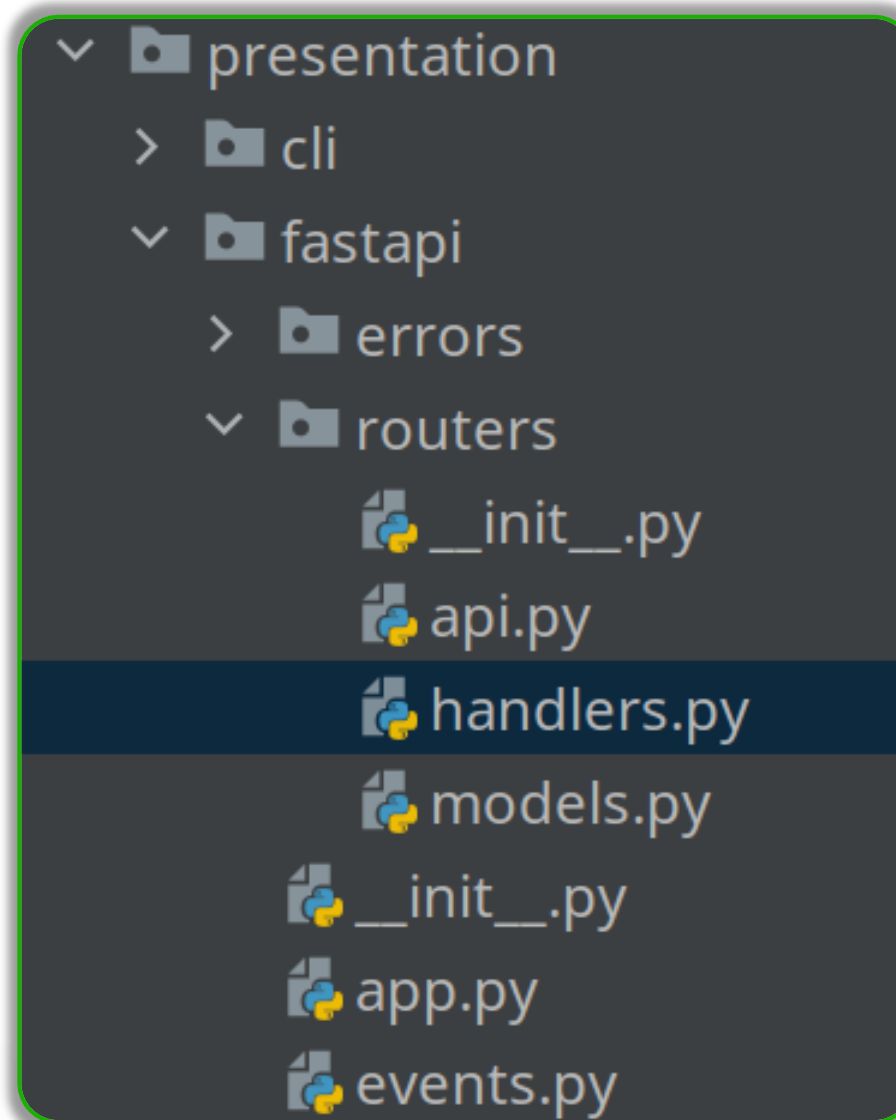 presentation
cli
fastapi
errors
routers
__init__.py
api.py
handlers.py
models.py
__init__.py
app.py
events.py